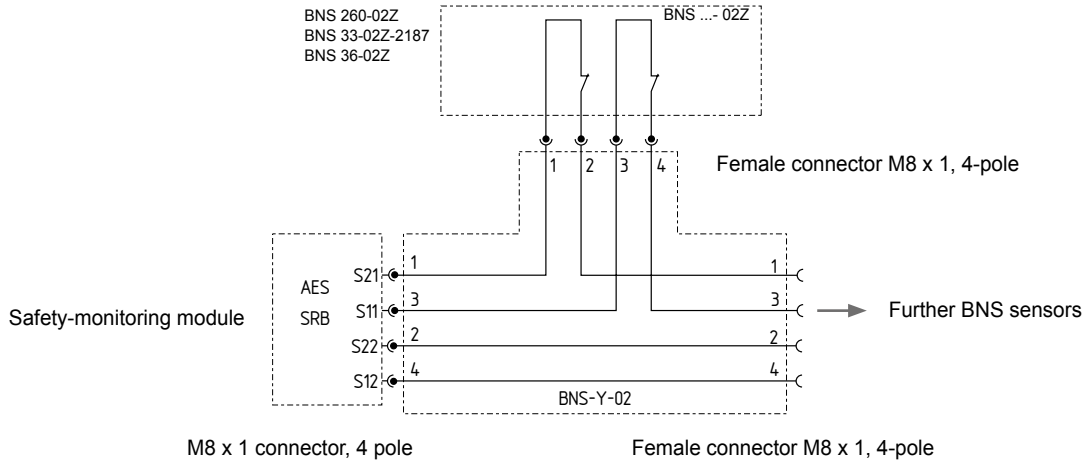 BNS 260-02Z
BNS ...- 02Z
BNS 33-02Z-2187
BNS 36-02Z
Female connector M8 x 1, 4-pole
1 2 3 4
S21 1 1
AES
S11 3 3
SRB
Safety-monitoring module
Further BNS sensors
S22 2 2
S12 4 4
BNS-Y-02
M8 x 1 connector, 4 pole
Female connector M8 x 1, 4-pole